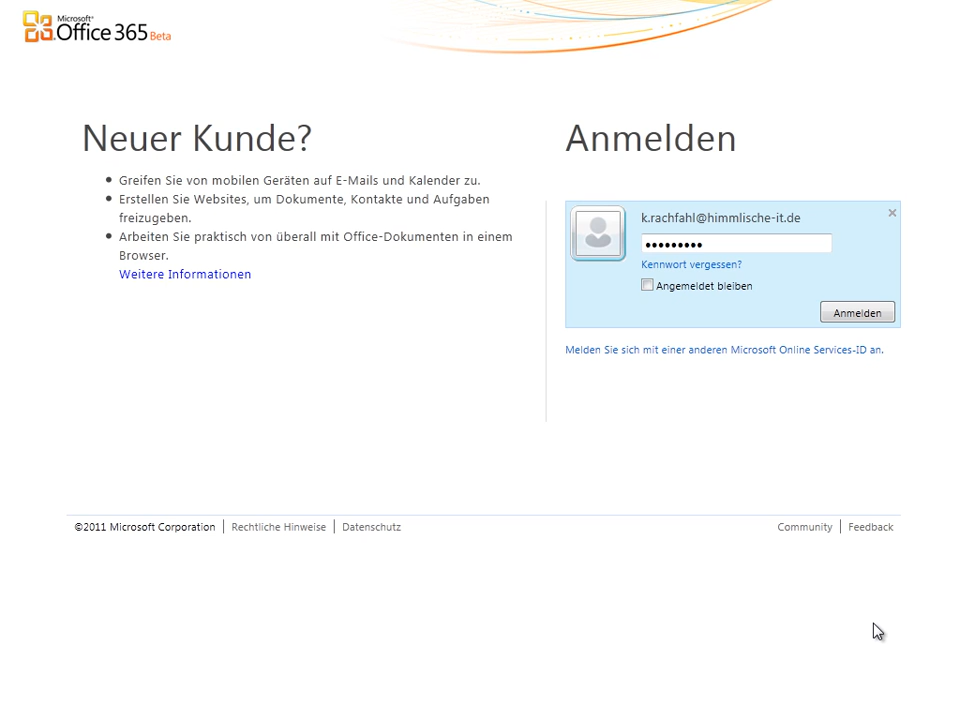 Microsoft®
Office 365 Beta
Neuer Kunde?
• Greifen Sie von mobilen Geräten auf E-Mails und Kalender zu.
• Erstellen Sie Websites, um Dokumente, Kontakte und Aufgaben
freizugeben.
• Arbeiten Sie praktisch von überall mit Office-Dokumenten in einem
Browser.
Weitere Informationen
Anmelden
k.rachfahl@himmlische-it.de
•••••••••
Kennwort vergessen?
Angemeldet bleiben
Anmelden
Melden Sie sich mit einer anderen Microsoft Online Services-ID an.
©2011 Microsoft Corporation | Rechtliche Hinweise | Datenschutz
Community | Feedback